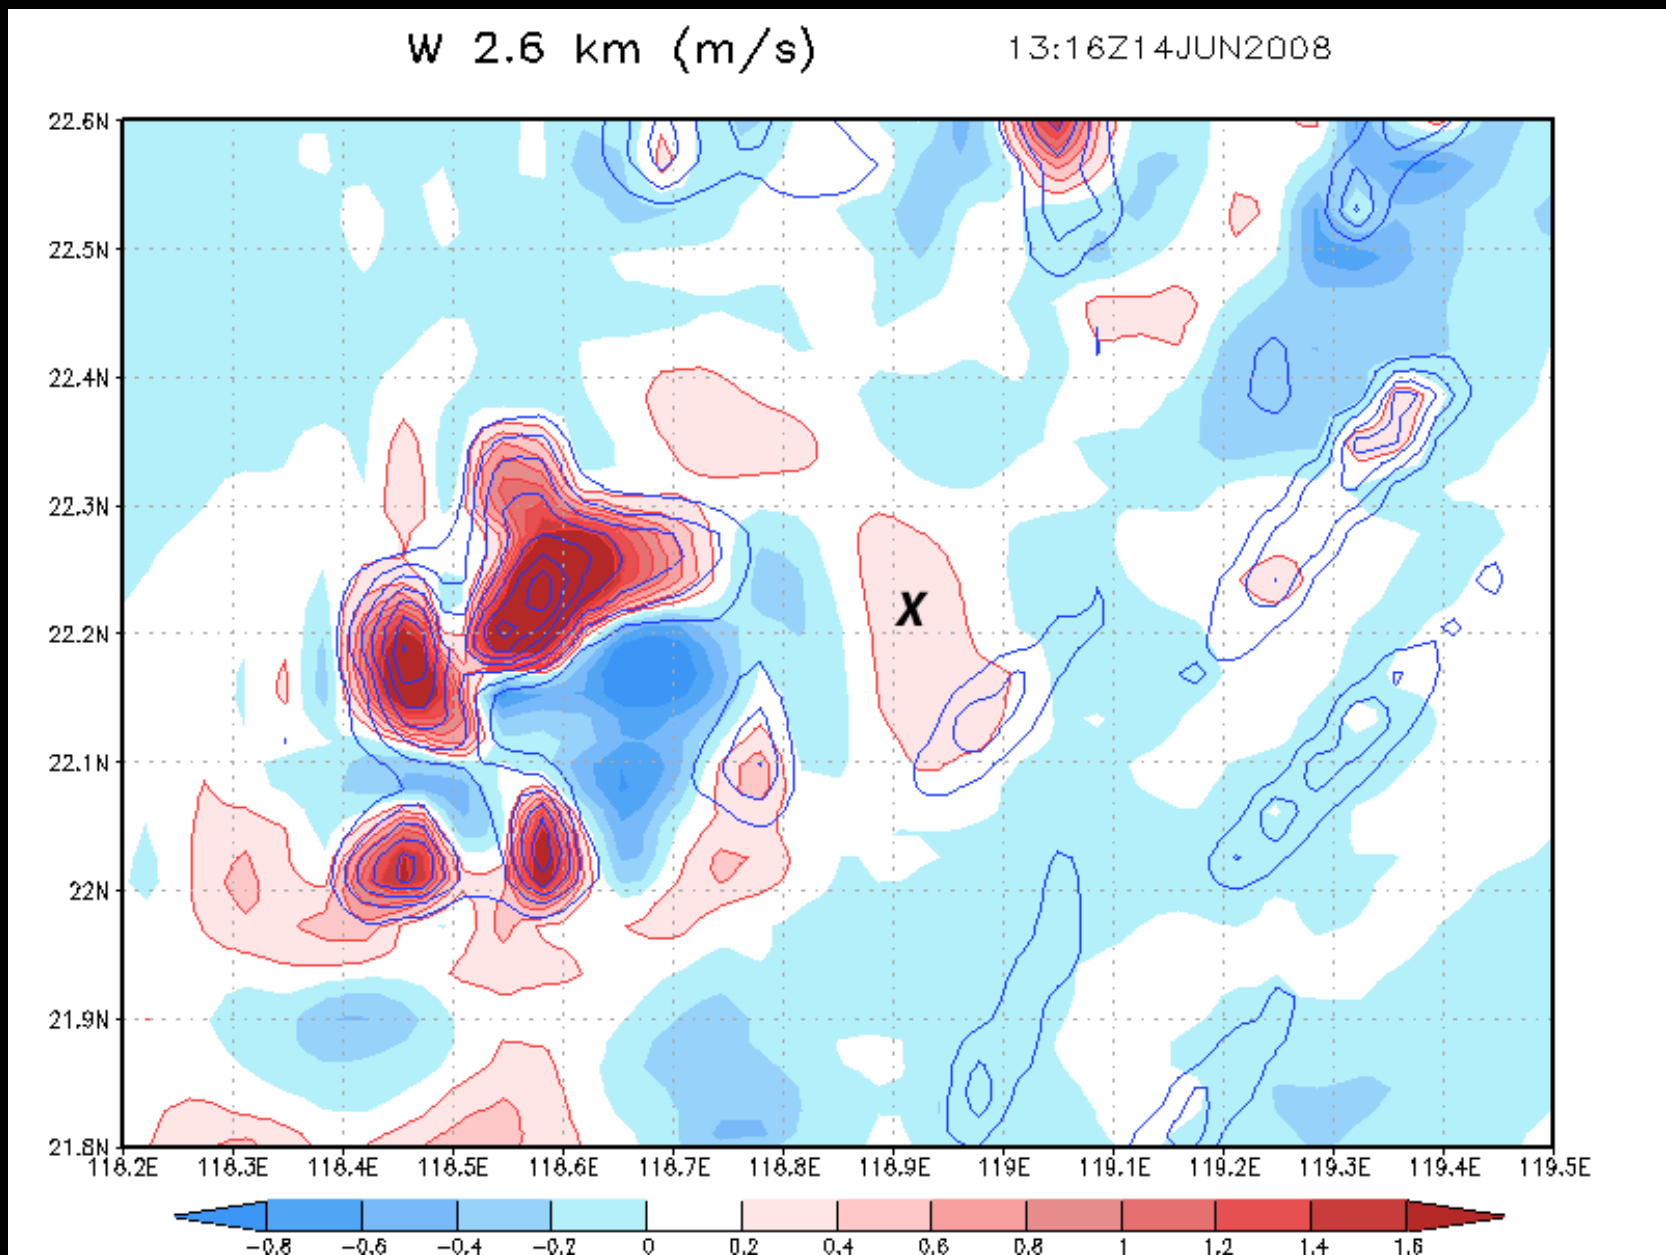 W 2.6 km (m/s) 13:16Z14JUN2008
22.6N
22.5N
22.4N
22.3N
X
22.2N
22.1N
22N
21.9N
21.8N
118.2E 118.3E 118.4E 118.5E 118.6E 118.7E 118.8E 118.9E 119E 119.1E 119.2E 119.3E 119.4E 119.5E
-0.8 -0.6 -0.4 -0.2 0 0.2 0.4 0.6 0.8 1 1.2 1.4 1.6